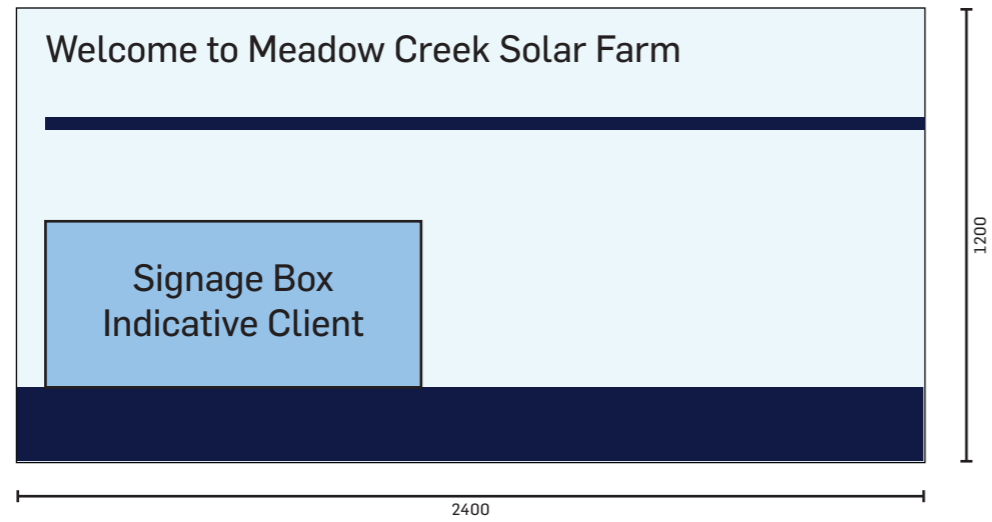 Welcome to Meadow Creek Solar Farm
1200
Signage Box
Indicative Client
2400